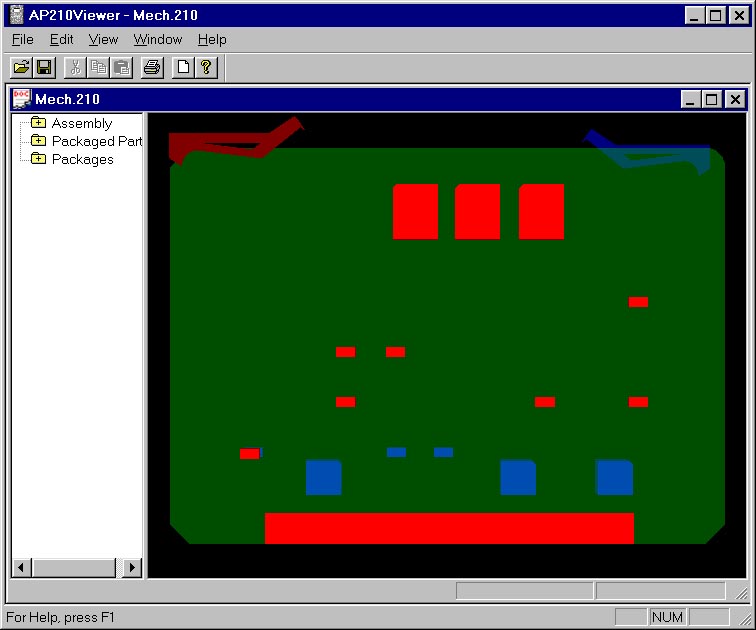 AP210Viewer - Mech.210
File Edit View Window Help
DOC Mech.210
Assembly
Packaged Part
Packages
For Help, press F1
NUM